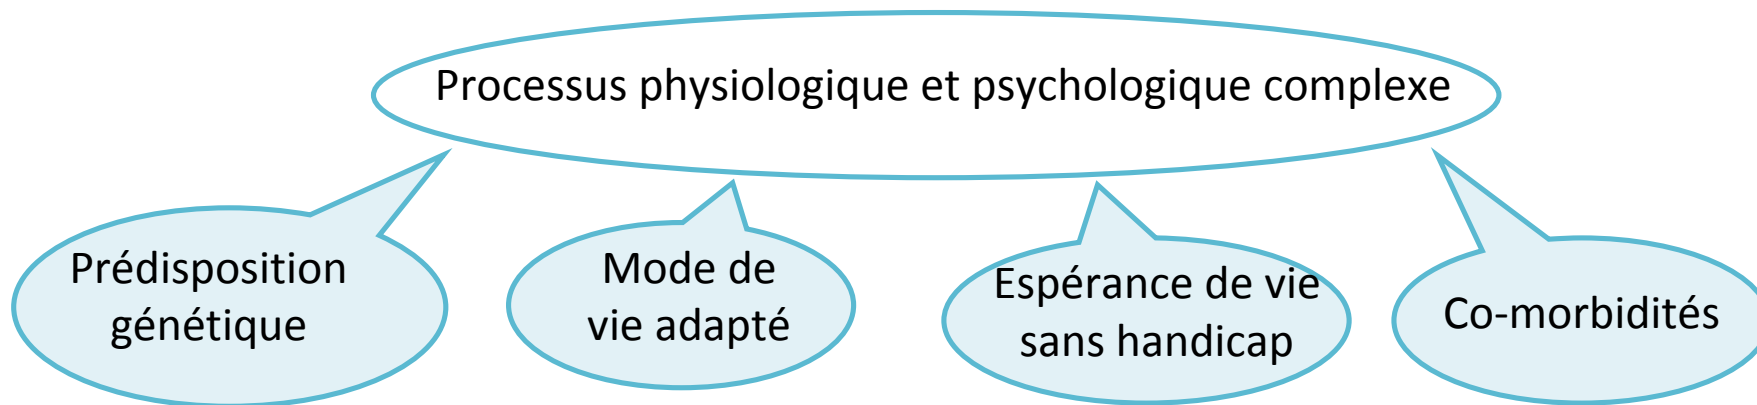 Processus physiologique et psychologique complexe
Prédisposition
génétique
Mode de
vie adapté
Espérance de vie
sans handicap
Co-morbidités